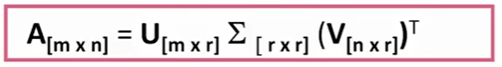 A[m x n] = U[m x r] Σ [ r x r] (V[n x r])T